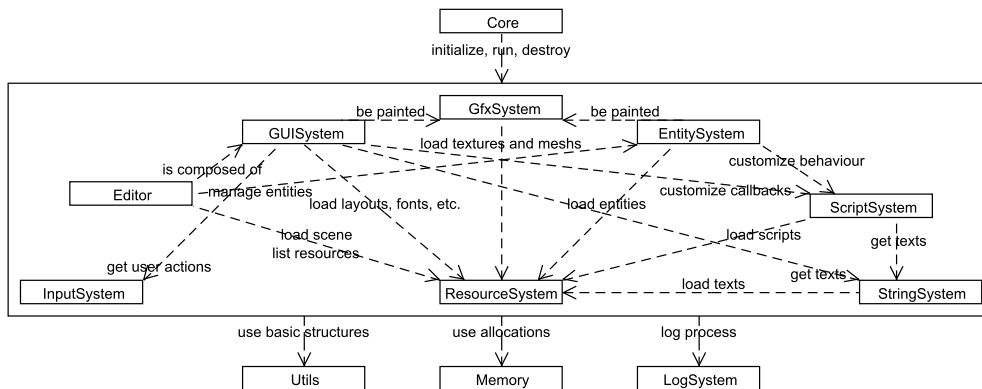 Core
initialize, run, destroy
GfxSystem
be painted
be painted
GUISystem
EntitySystem
load textures and meshs
customize behaviour
is composed of
Editor
manage entities
customize callbacks
load layouts, fonts, etc.
load entities
ScriptSystem
load scene
list resources
load scripts
get texts
get user actions
get texts
load texts
InputSystem
ResourceSystem
StringSystem
use basic structures
use allocations
log process
Utils
Memory
LogSystem